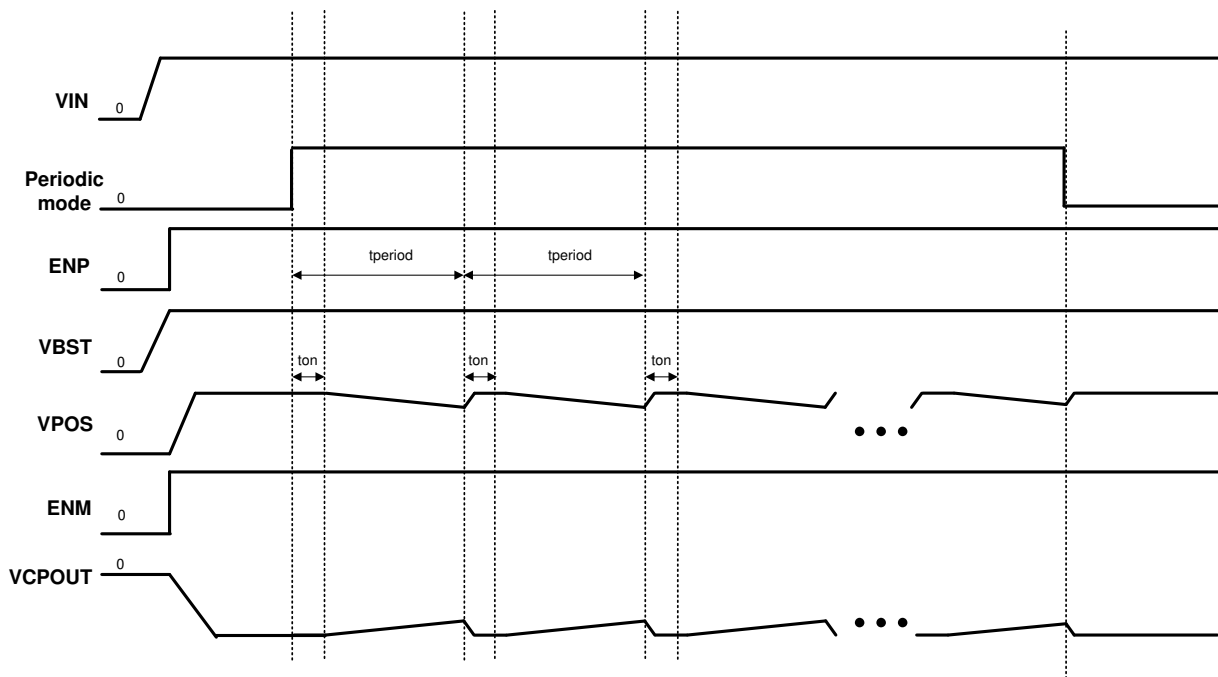 VIN
0
Periodic
mode
0
ENP
0
tperiod
tperiod
VBST
0
ton
ton
ton
VPOS
0
ENM
0
VCPOUT
0